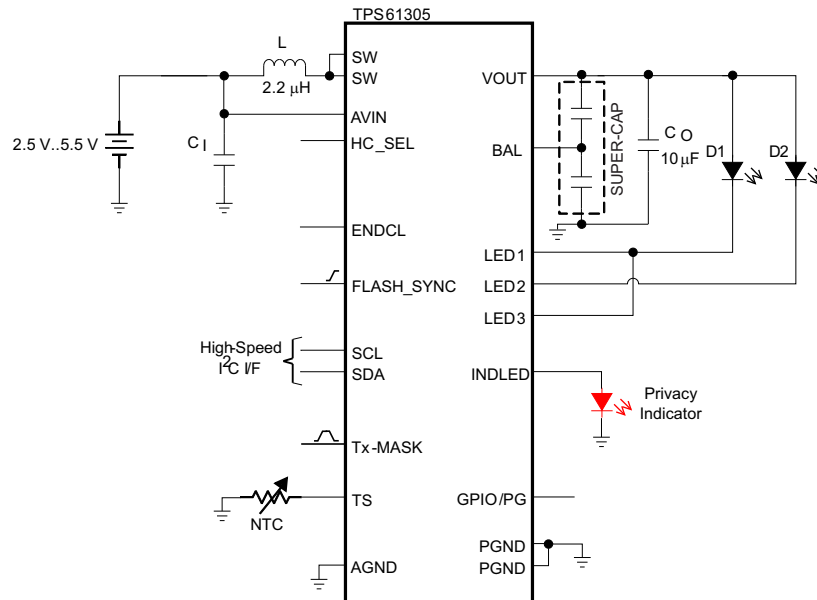 TPS61305
L
2.2 μH
SW
SW
AVIN
2.5 V..5.5 V
C I
HC_SEL
ENDCL
FLASH_SYNC
High-Speed
I2C I/F
SCL
SDA
Tx-MASK
TS
NTC
AGND
VOUT
BAL
SUPER-CAP
C O
10 μF
D1
D2
LED1
LED2
LED3
INDLED
Privacy
Indicator
GPIO/PG
PGND
PGND